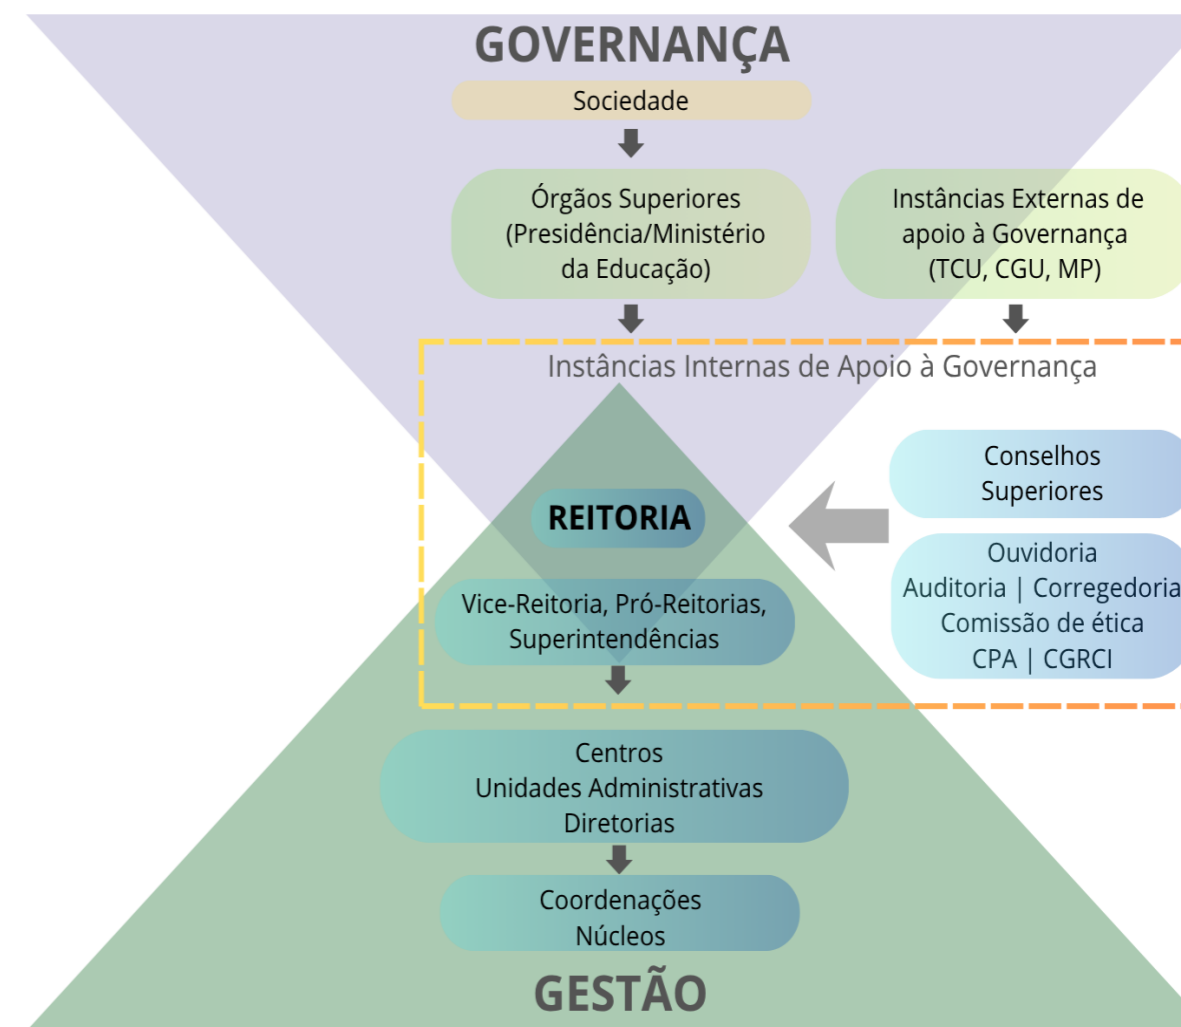 GOVERNANÇA
Sociedade
Órgãos Superiores
(Presidência/Ministério
da Educação)
Instâncias Externas de
apoio à Governança
(TCU, CGU, MP)
Instâncias Internas de Apoio à Governança
REITORIA
Vice-Reitoria, Pró-Reitorias,
Superintendências
Conselhos
Superiores
Ouvidoria
Auditoria | Corregedoria
Comissão de ética
CPA | CGRCI
Centros
Unidades Administrativas
Diretorias
Coordenações
Núcleos
GESTÃO